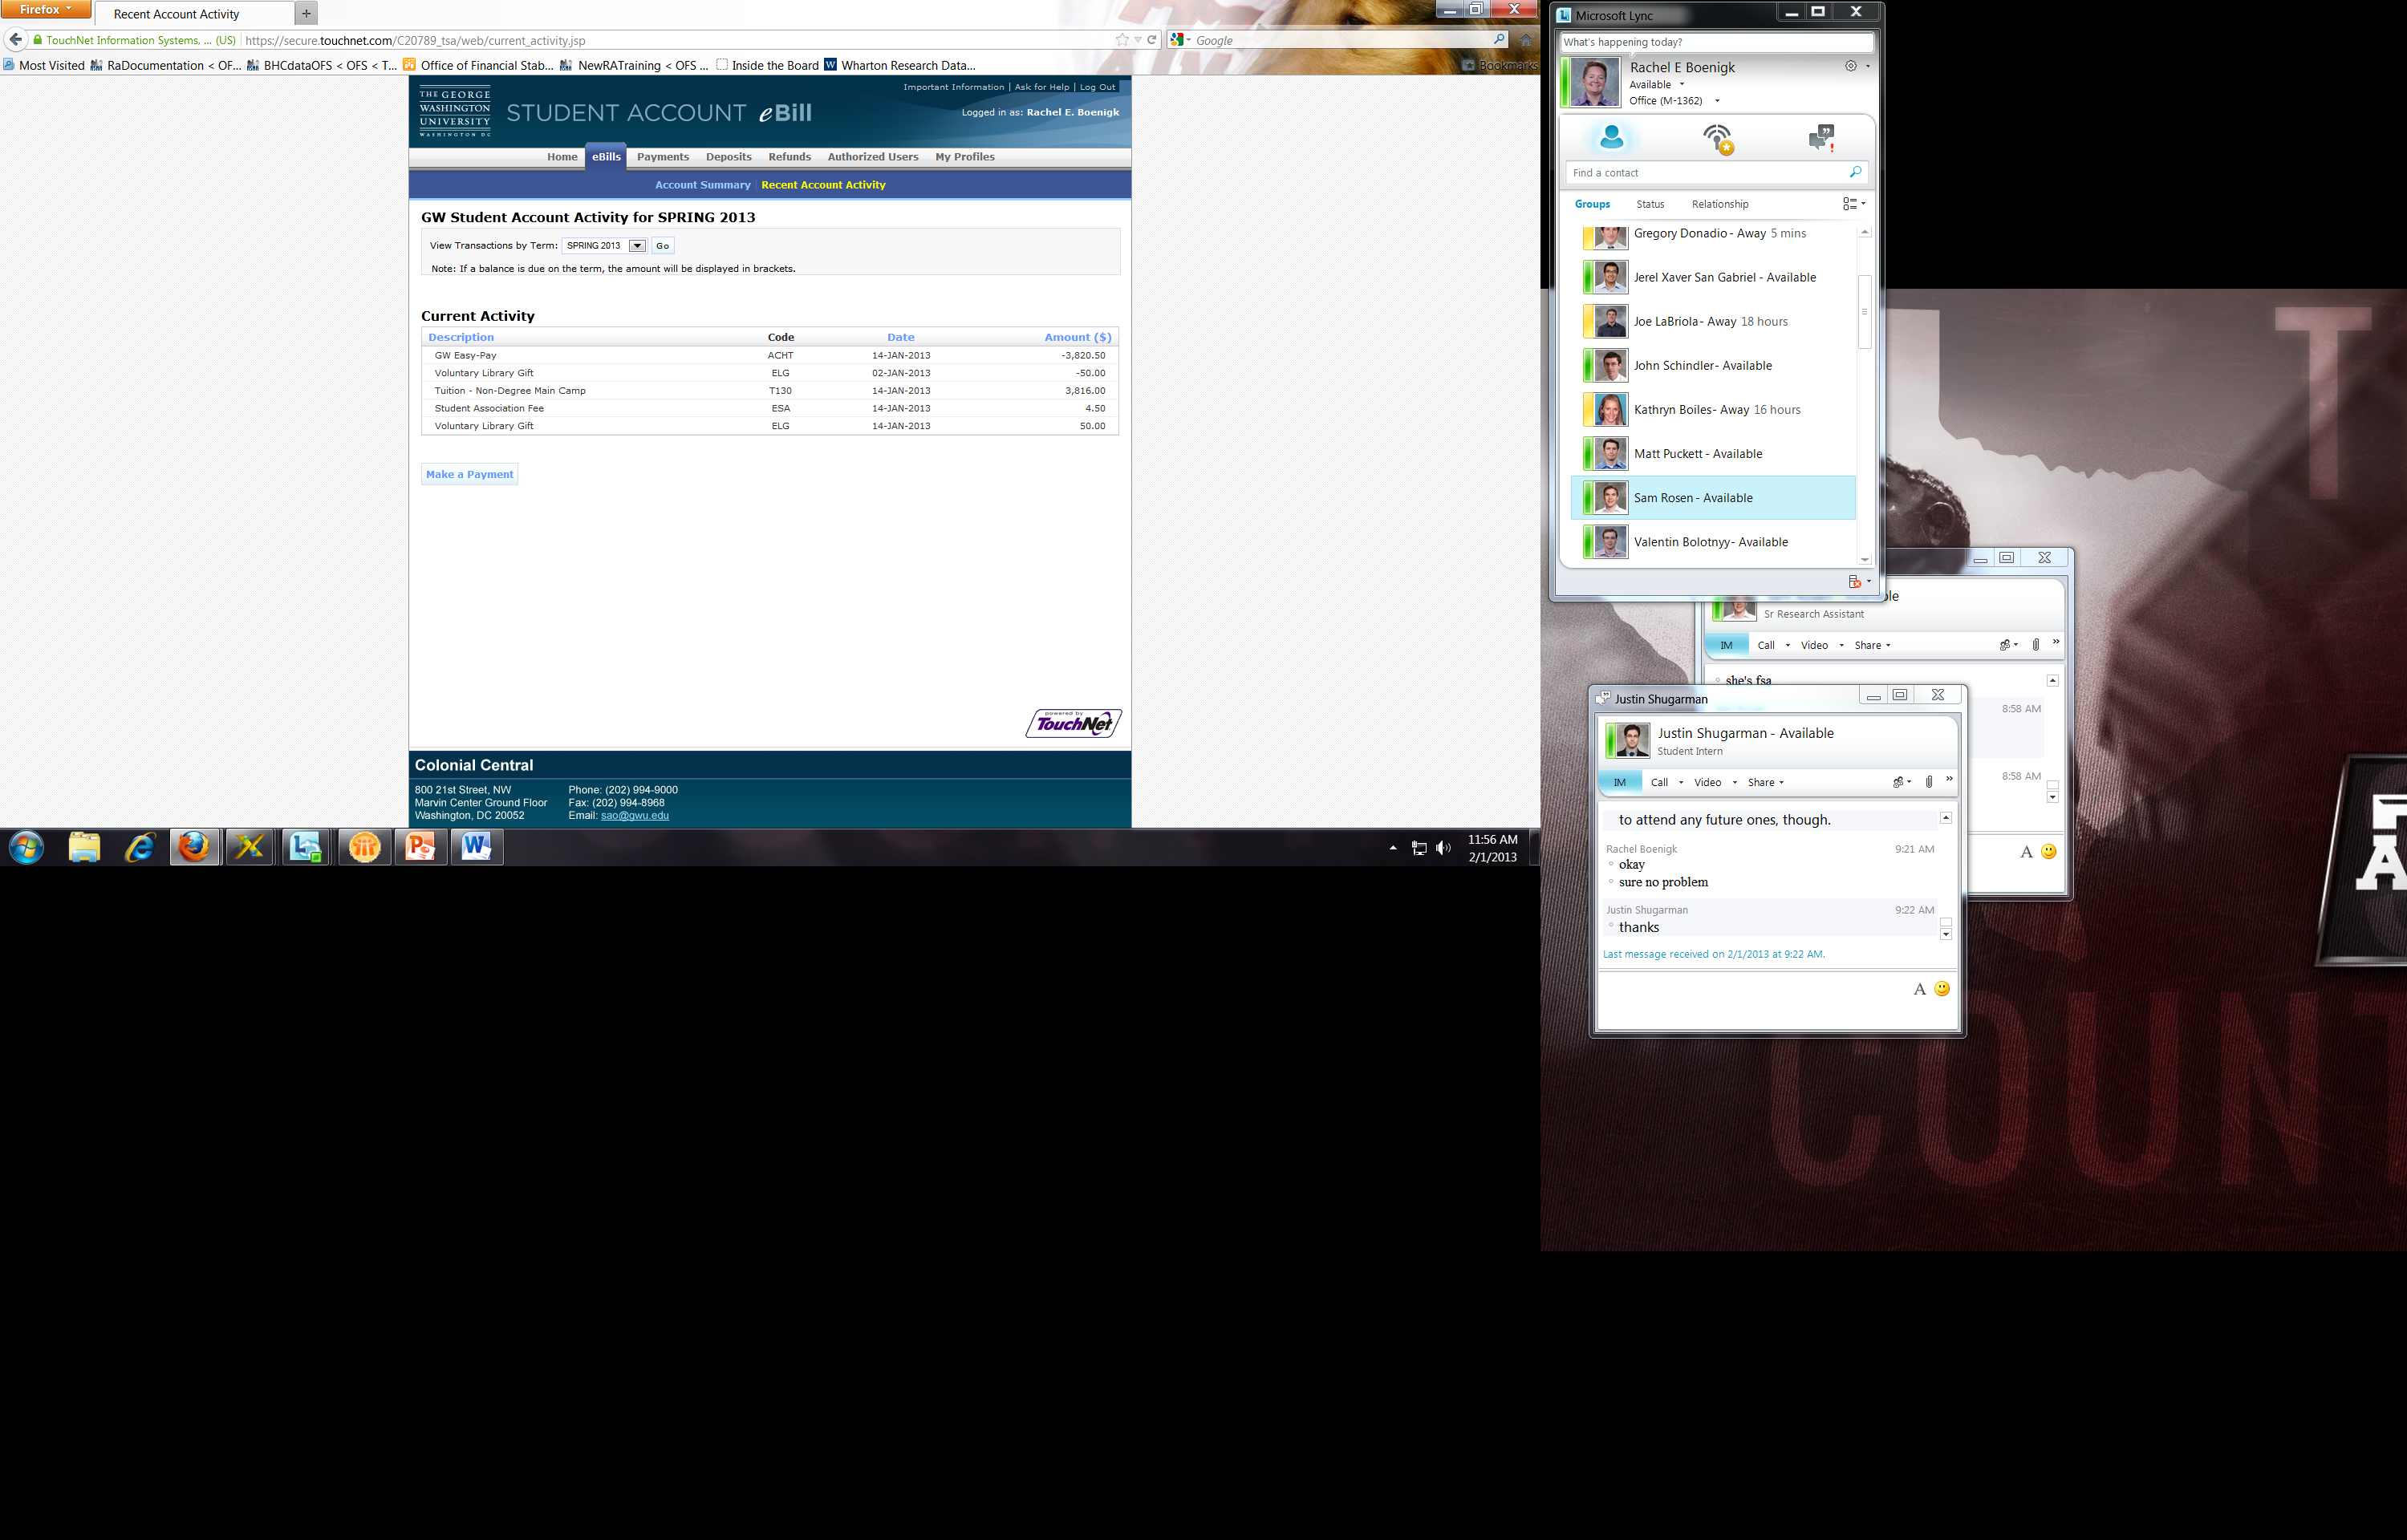 Firefox
Recent Account Activity
TouchNet Information Systems, ... (US) https://secure.touchnet.com/C20789_tsa/web/current_activity.jsp
Google
Most Visited RaDocumentation < OF... BHCdataOFS < OFS < T... Office of Financial Stab... NewRATraining < OFS ... Inside the Board Wharton Research Data... Bookmarks
THE GEORGE
WASHINGTON
UNIVERSITY
WASHINGTON DC
STUDENT ACCOUNT eBill
Important Information | Ask for Help | Log Out
Logged in as: Rachel E. Boenigk
Home eBills Payments Deposits Refunds Authorized Users My Profiles
Account Summary Recent Account Activity
GW Student Account Activity for SPRING 2013
View Transactions by Term: SPRING 2013 Go
Note: If a balance is due on the term, the amount will be displayed in brackets.
Current Activity
Description Code Date Amount ($)
GW Easy-Pay ACHT 14-JAN-2013 -3,820.50
Voluntary Library Gift ELG 02-JAN-2013 -50.00
Tuition - Non-Degree Main Camp T130 14-JAN-2013 3,816.00
Student Association Fee ESA 14-JAN-2013 4.50
Voluntary Library Gift ELG 14-JAN-2013 50.00
Make a Payment
powered by
TouchNet
Colonial Central
800 21st Street, NW Phone: (202) 994-9000
Marvin Center Ground Floor Fax: (202) 994-8968
Washington, DC 20052 Email: sao@gwu.edu
11:56 AM
2/1/2013
Microsoft Lync
What's happening today?
Rachel E Boenigk
Available
Office (M-1362)
Find a contact
Groups Status Relationship
Gregory Donadio - Away 5 mins
Jerel Xaver San Gabriel - Available
Joe LaBriola - Away 18 hours
John Schindler - Available
Kathryn Boiles - Away 16 hours
Matt Puckett - Available
Sam Rosen - Available
Valentin Bolotnyy - Available
Sr Research Assistant
IM Call Video Share
she's fsa
8:58 AM
8:58 AM
A
Justin Shugarman
Justin Shugarman - Available
Student Intern
IM Call Video Share
to attend any future ones, though.
Rachel Boenigk 9:21 AM
okay
sure no problem
Justin Shugarman 9:22 AM
thanks
Last message received on 2/1/2013 at 9:22 AM.
A
T
COUNT